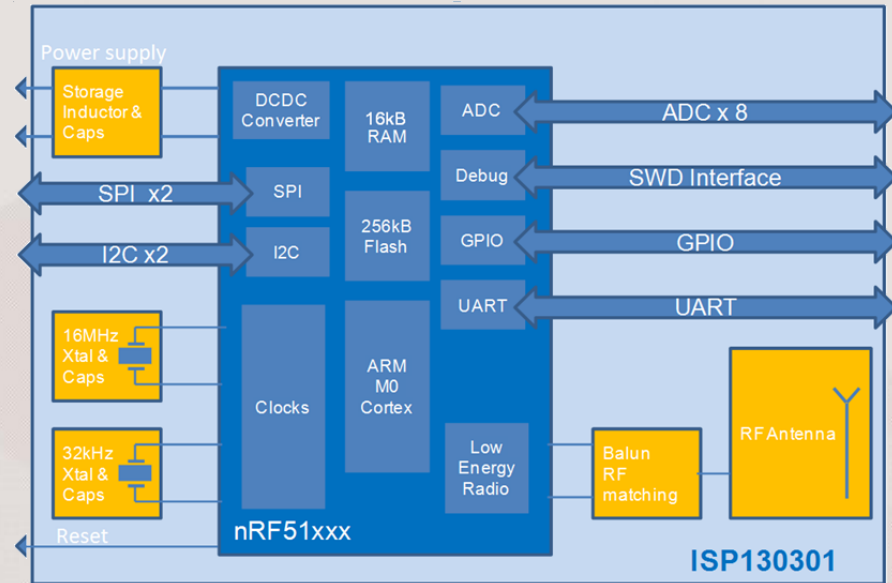 Power supply
Storage
Inductor &
Caps
DCDC
Converter
16kB
RAM
ADC
ADC x 8
SPI x2
SPI
Debug
SWD Interface
I2C x2
I2C
256kB
Flash
GPIO
GPIO
UART
UART
16MHz
Xtal &
Caps
Clocks
ARM
M0
Cortex
32kHz
Xtal &
Caps
Low
Energy
Radio
Balun
RF
matching
RF Antenna
Reset
nRF51xxx
ISP130301